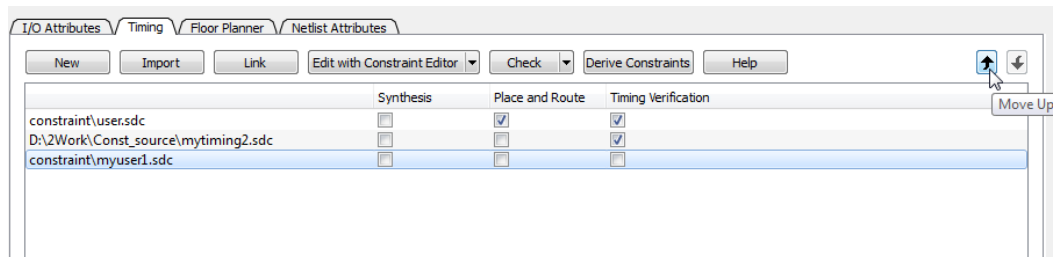 I/O Attributes Timing Floor Planner Netlist Attributes
New Import Link Edit with Constraint Editor Check Derive Constraints Help
Move Up
Synthesis Place and Route Timing Verification
constraint\user.sdc
D:\2Work\Const_source\mytiming2.sdc
constraint\myuser1.sdc